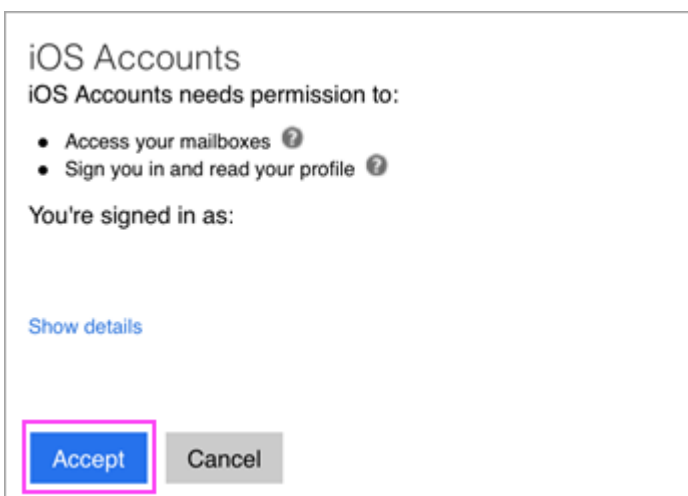 iOS Accounts
iOS Accounts needs permission to:
● Access your mailboxes ?
● Sign you in and read your profile ?
You're signed in as:
Show details
Accept Cancel